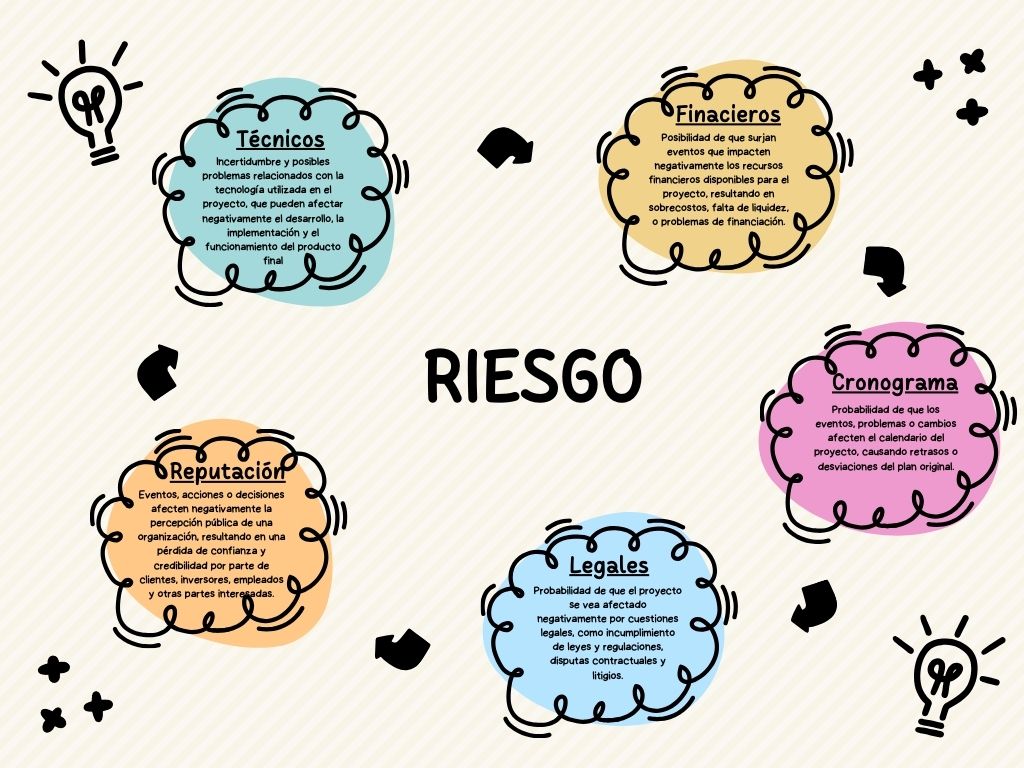 Técnicos
Incertidumbre y posibles
problemas relacionados con la
tecnología utilizada en el
proyecto, que pueden afectar
negativamente el desarrollo, la
implementación y el
funcionamiento del producto
final
Finacieros
Posibilidad de que surjan
eventos que impacten
negativamente los recursos
financieros disponibles para el
proyecto, resultando en
sobrecostos, falta de liquidez,
o problemas de financiación.
RIESGO
Cronograma
Probabilidad de que los
eventos, problemas o cambios
afecten el calendario del
proyecto, causando retrasos o
desviaciones del plan original.
Reputación
Eventos, acciones o decisiones
afecten negativamente la
percepción pública de una
organización, resultando en una
pérdida de confianza y
credibilidad por parte de
clientes, inversores, empleados
y otras partes interesadas.
Legales
Probabilidad de que el proyecto
se vea afectado
negativamente por cuestiones
legales, como incumplimiento
de leyes y regulaciones,
disputas contractuales y
litigios.